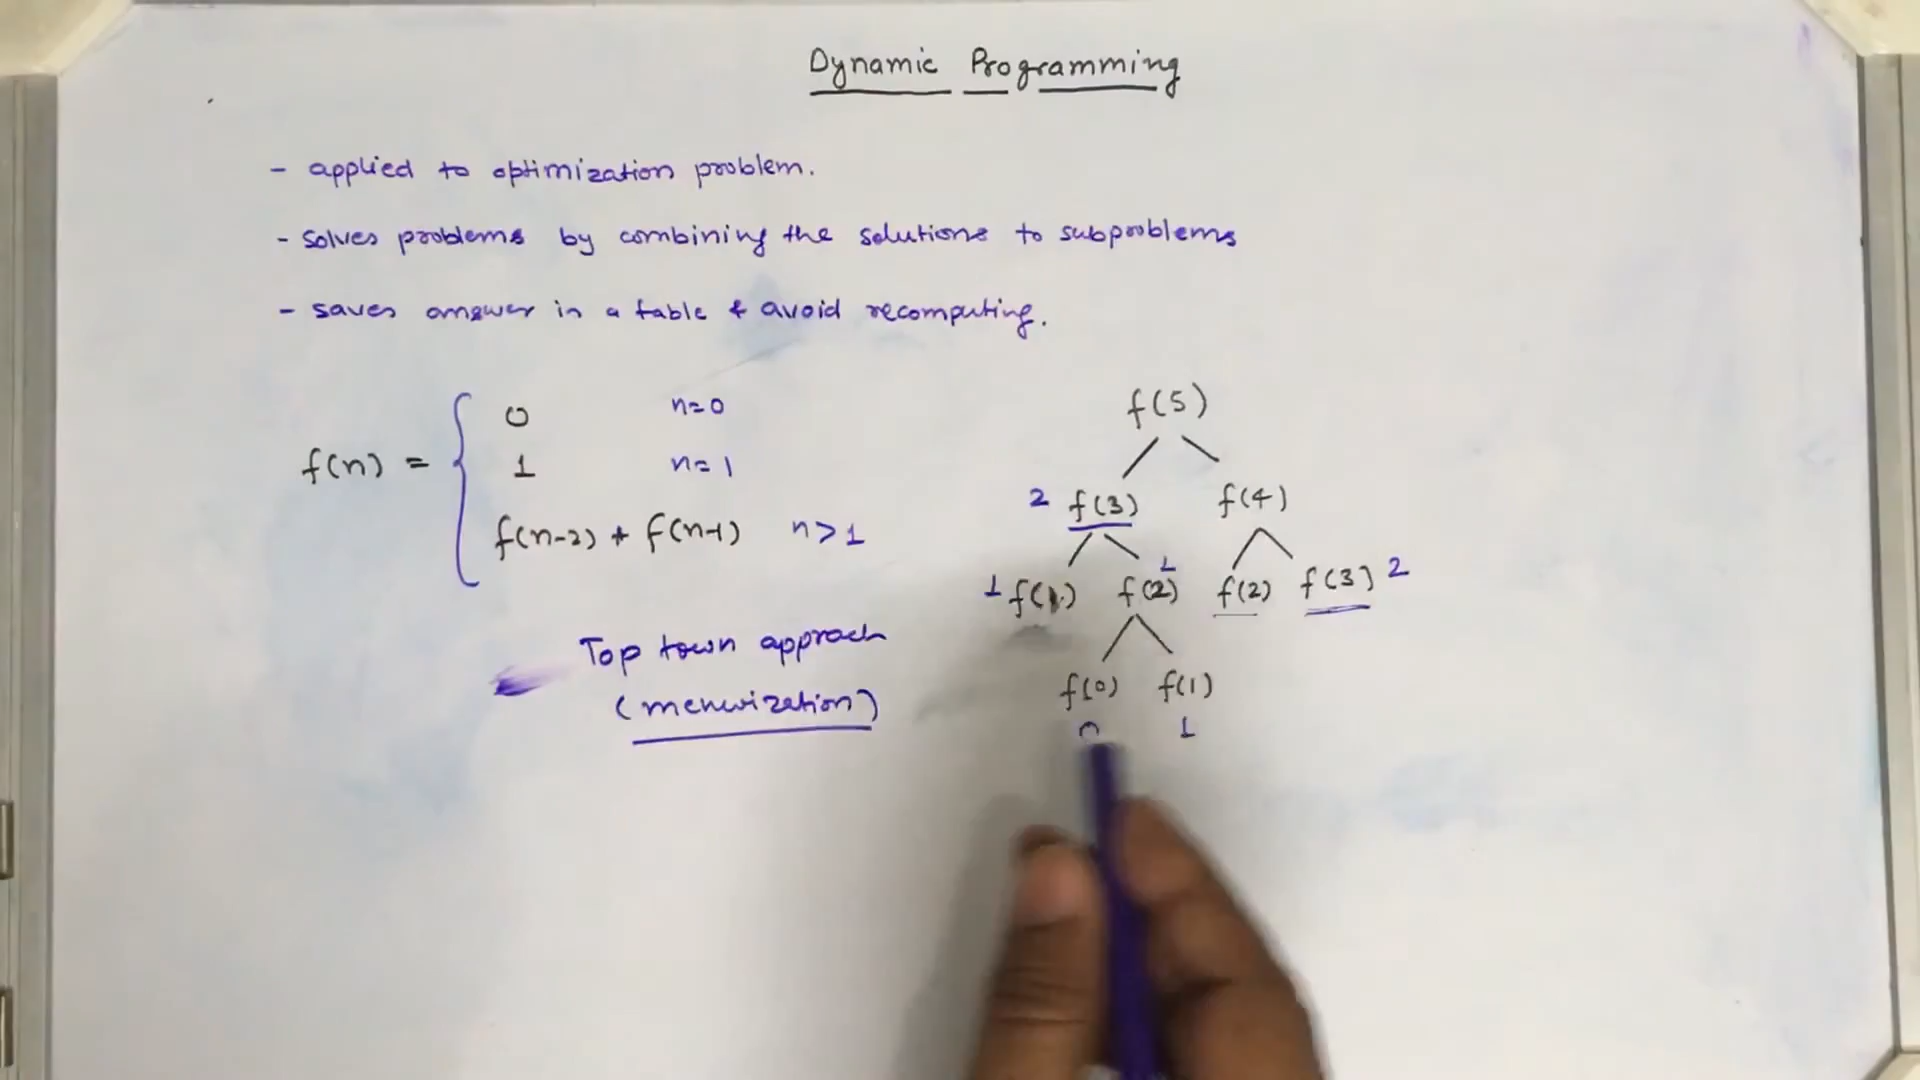 Dynamic Programming
- applied to optimization problem.
- solves problems by combining the solutions to subproblems
- saves answer in a table & avoid recomputing.
f(n) =
0 n=0
1 n=1
f(n-2) + f(n-1) n>1
Top town approach
(memorization)
f(5)
2 f(3) f(4)
1 f(1) f(2) 1 f(2) f(3) 2
f(0) f(1)
0 1